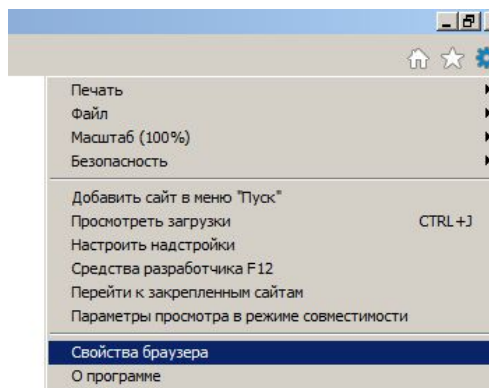 Печать
Файл
Масштаб (100%)
Безопасность
Добавить сайт в меню "Пуск"
Просмотреть загрузки CTRL+J
Настроить надстройки
Средства разработчика F12
Перейти к закрепленным сайтам
Параметры просмотра в режиме совместимости
Свойства браузера
О программе